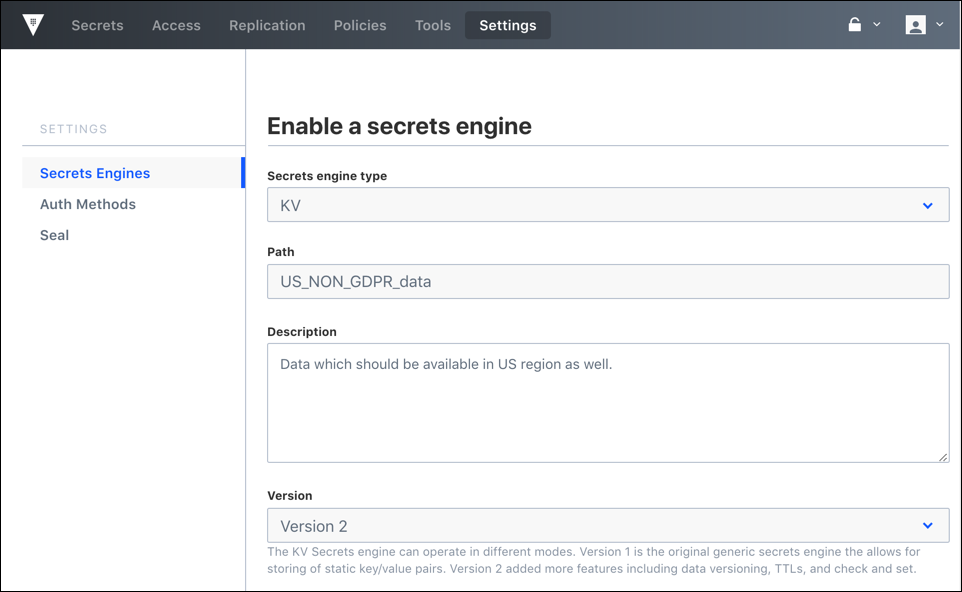 Secrets Access Replication Policies Tools Settings
SETTINGS
Secrets Engines
Auth Methods
Seal
Enable a secrets engine
Secrets engine type
KV
Path
US_NON_GDPR_data
Description
Data which should be available in US region as well.
Version
Version 2
The KV Secrets engine can operate in different modes. Version 1 is the original generic secrets engine the allows for
storing of static key/value pairs. Version 2 added more features including data versioning, TTLs, and check and set.